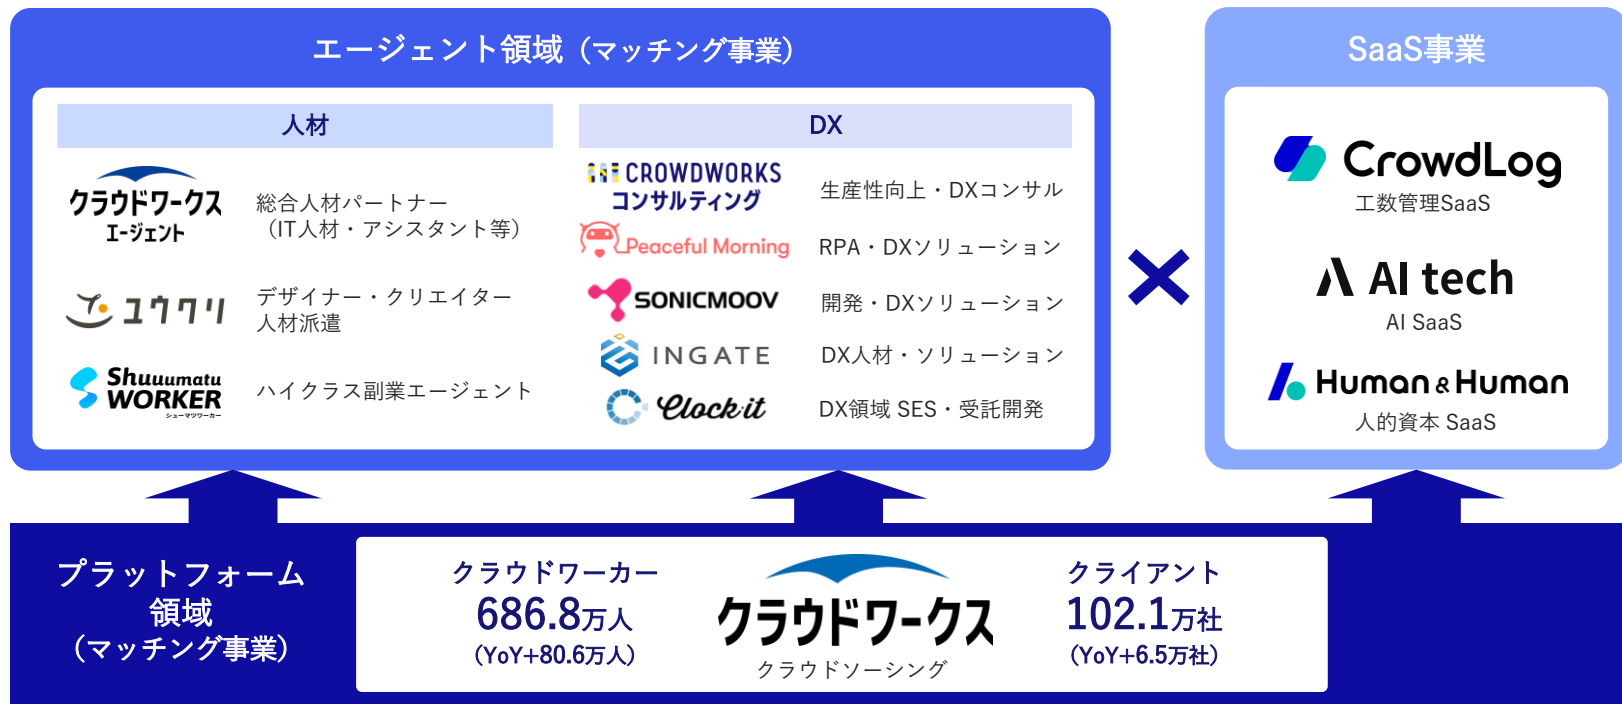 エージェント領域（マッチング事業）
人材
クラウドワークス
エージェント
総合人材パートナー
（IT人材・アシスタント等）
ユウクリ
デザイナー・クリエイター
人材派遣
Shuuumatu
WORKER
シューマツワーカー
ハイクラス副業エージェント
DX
CROWDWORKS
コンサルティング
生産性向上・DXコンサル
Peaceful Morning
RPA・DXソリューション
SONICMOOV
開発・DXソリューション
INGATE
DX人材・ソリューション
Clock·it
DX領域 SES・受託開発
SaaS事業
CrowdLog
工数管理SaaS
AI tech
AI SaaS
Human & Human
人的資本 SaaS
プラットフォーム
領域
（マッチング事業）
クラウドワーカー
686.8万人
（YoY+80.6万人）
クラウドワークス
クラウドソーシング
クライアント
102.1万社
（YoY+6.5万社）